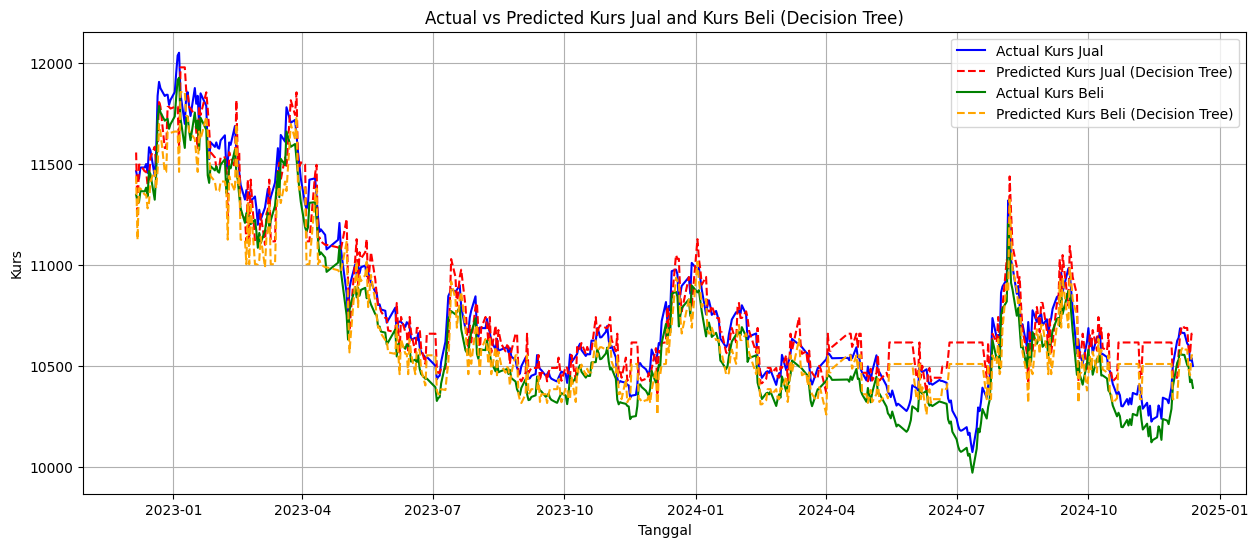 Actual vs Predicted Kurs Jual and Kurs Beli (Decision Tree)
Actual Kurs Jual
Predicted Kurs Jual (Decision Tree)
Actual Kurs Beli
Predicted Kurs Beli (Decision Tree)
Kurs
12000
11500
11000
10500
10000
2023-01
2023-04
2023-07
2023-10
2024-01
2024-04
2024-07
2024-10
2025-01
Tanggal